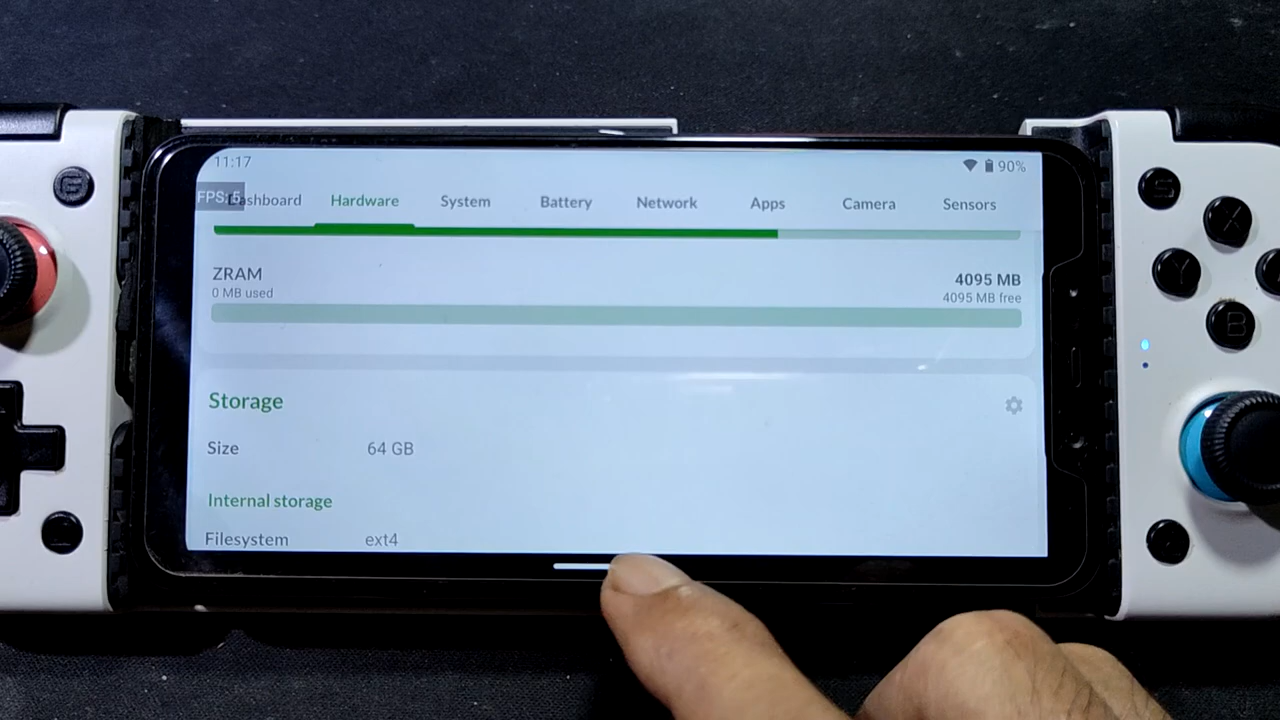 11:17
90%
FPS: 5
Dashboard Hardware System Battery Network Apps Camera Sensors
ZRAM
4095 MB
0 MB used
4095 MB free
Storage
Size 64 GB
Internal storage
Filesystem ext4
S
X
Y
B